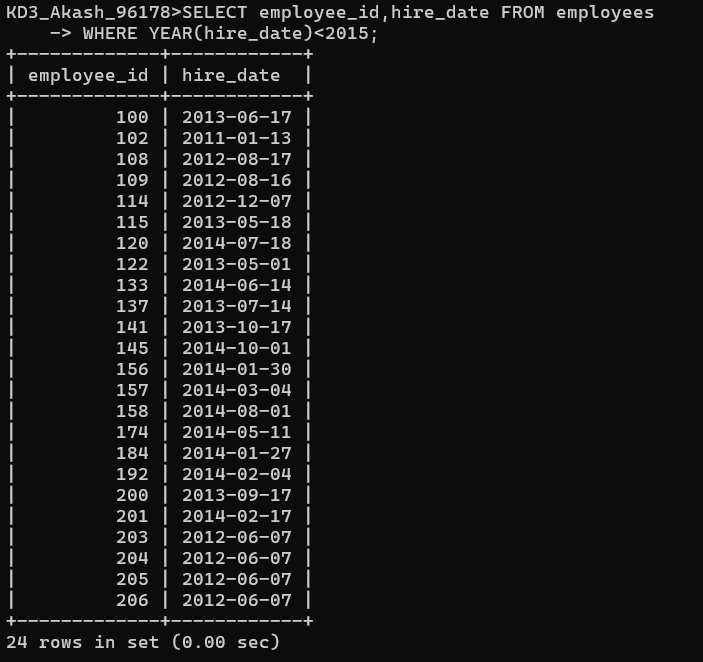 KD3_Akash_96178>SELECT employee_id,hire_date FROM employees
    -> WHERE YEAR(hire_date)<2015;
+-------------+------------+
| employee_id | hire_date  |
+-------------+------------+
|         100 | 2013-06-17 |
|         102 | 2011-01-13 |
|         108 | 2012-08-17 |
|         109 | 2012-08-16 |
|         114 | 2012-12-07 |
|         115 | 2013-05-18 |
|         120 | 2014-07-18 |
|         122 | 2013-05-01 |
|         133 | 2014-06-14 |
|         137 | 2013-07-14 |
|         141 | 2013-10-17 |
|         145 | 2014-10-01 |
|         156 | 2014-01-30 |
|         157 | 2014-03-04 |
|         158 | 2014-08-01 |
|         174 | 2014-05-11 |
|         184 | 2014-01-27 |
|         192 | 2014-02-04 |
|         200 | 2013-09-17 |
|         201 | 2014-02-17 |
|         203 | 2012-06-07 |
|         204 | 2012-06-07 |
|         205 | 2012-06-07 |
|         206 | 2012-06-07 |
+-------------+------------+
24 rows in set (0.00 sec)